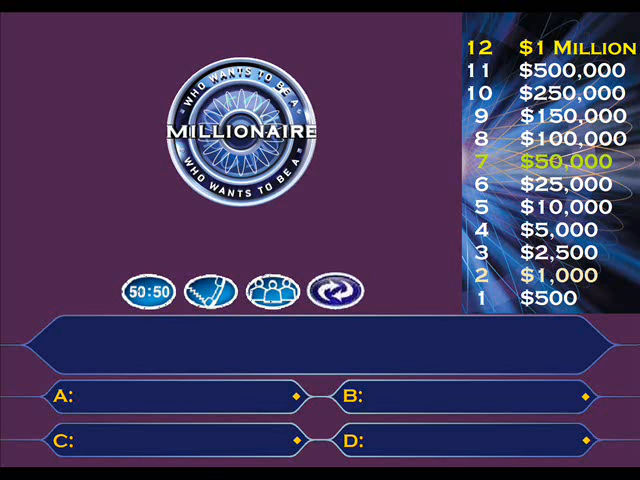 WHO WANTS TO BE A
MILLIONAIRE
WHO WANTS TO BE A
50:50
12 $1 MILLION
11 $500,000
10 $250,000
9 $150,000
8 $100,000
7 $50,000
6 $25,000
5 $10,000
4 $5,000
3 $2,500
2 $1,000
1 $500
A:
B:
C:
D: